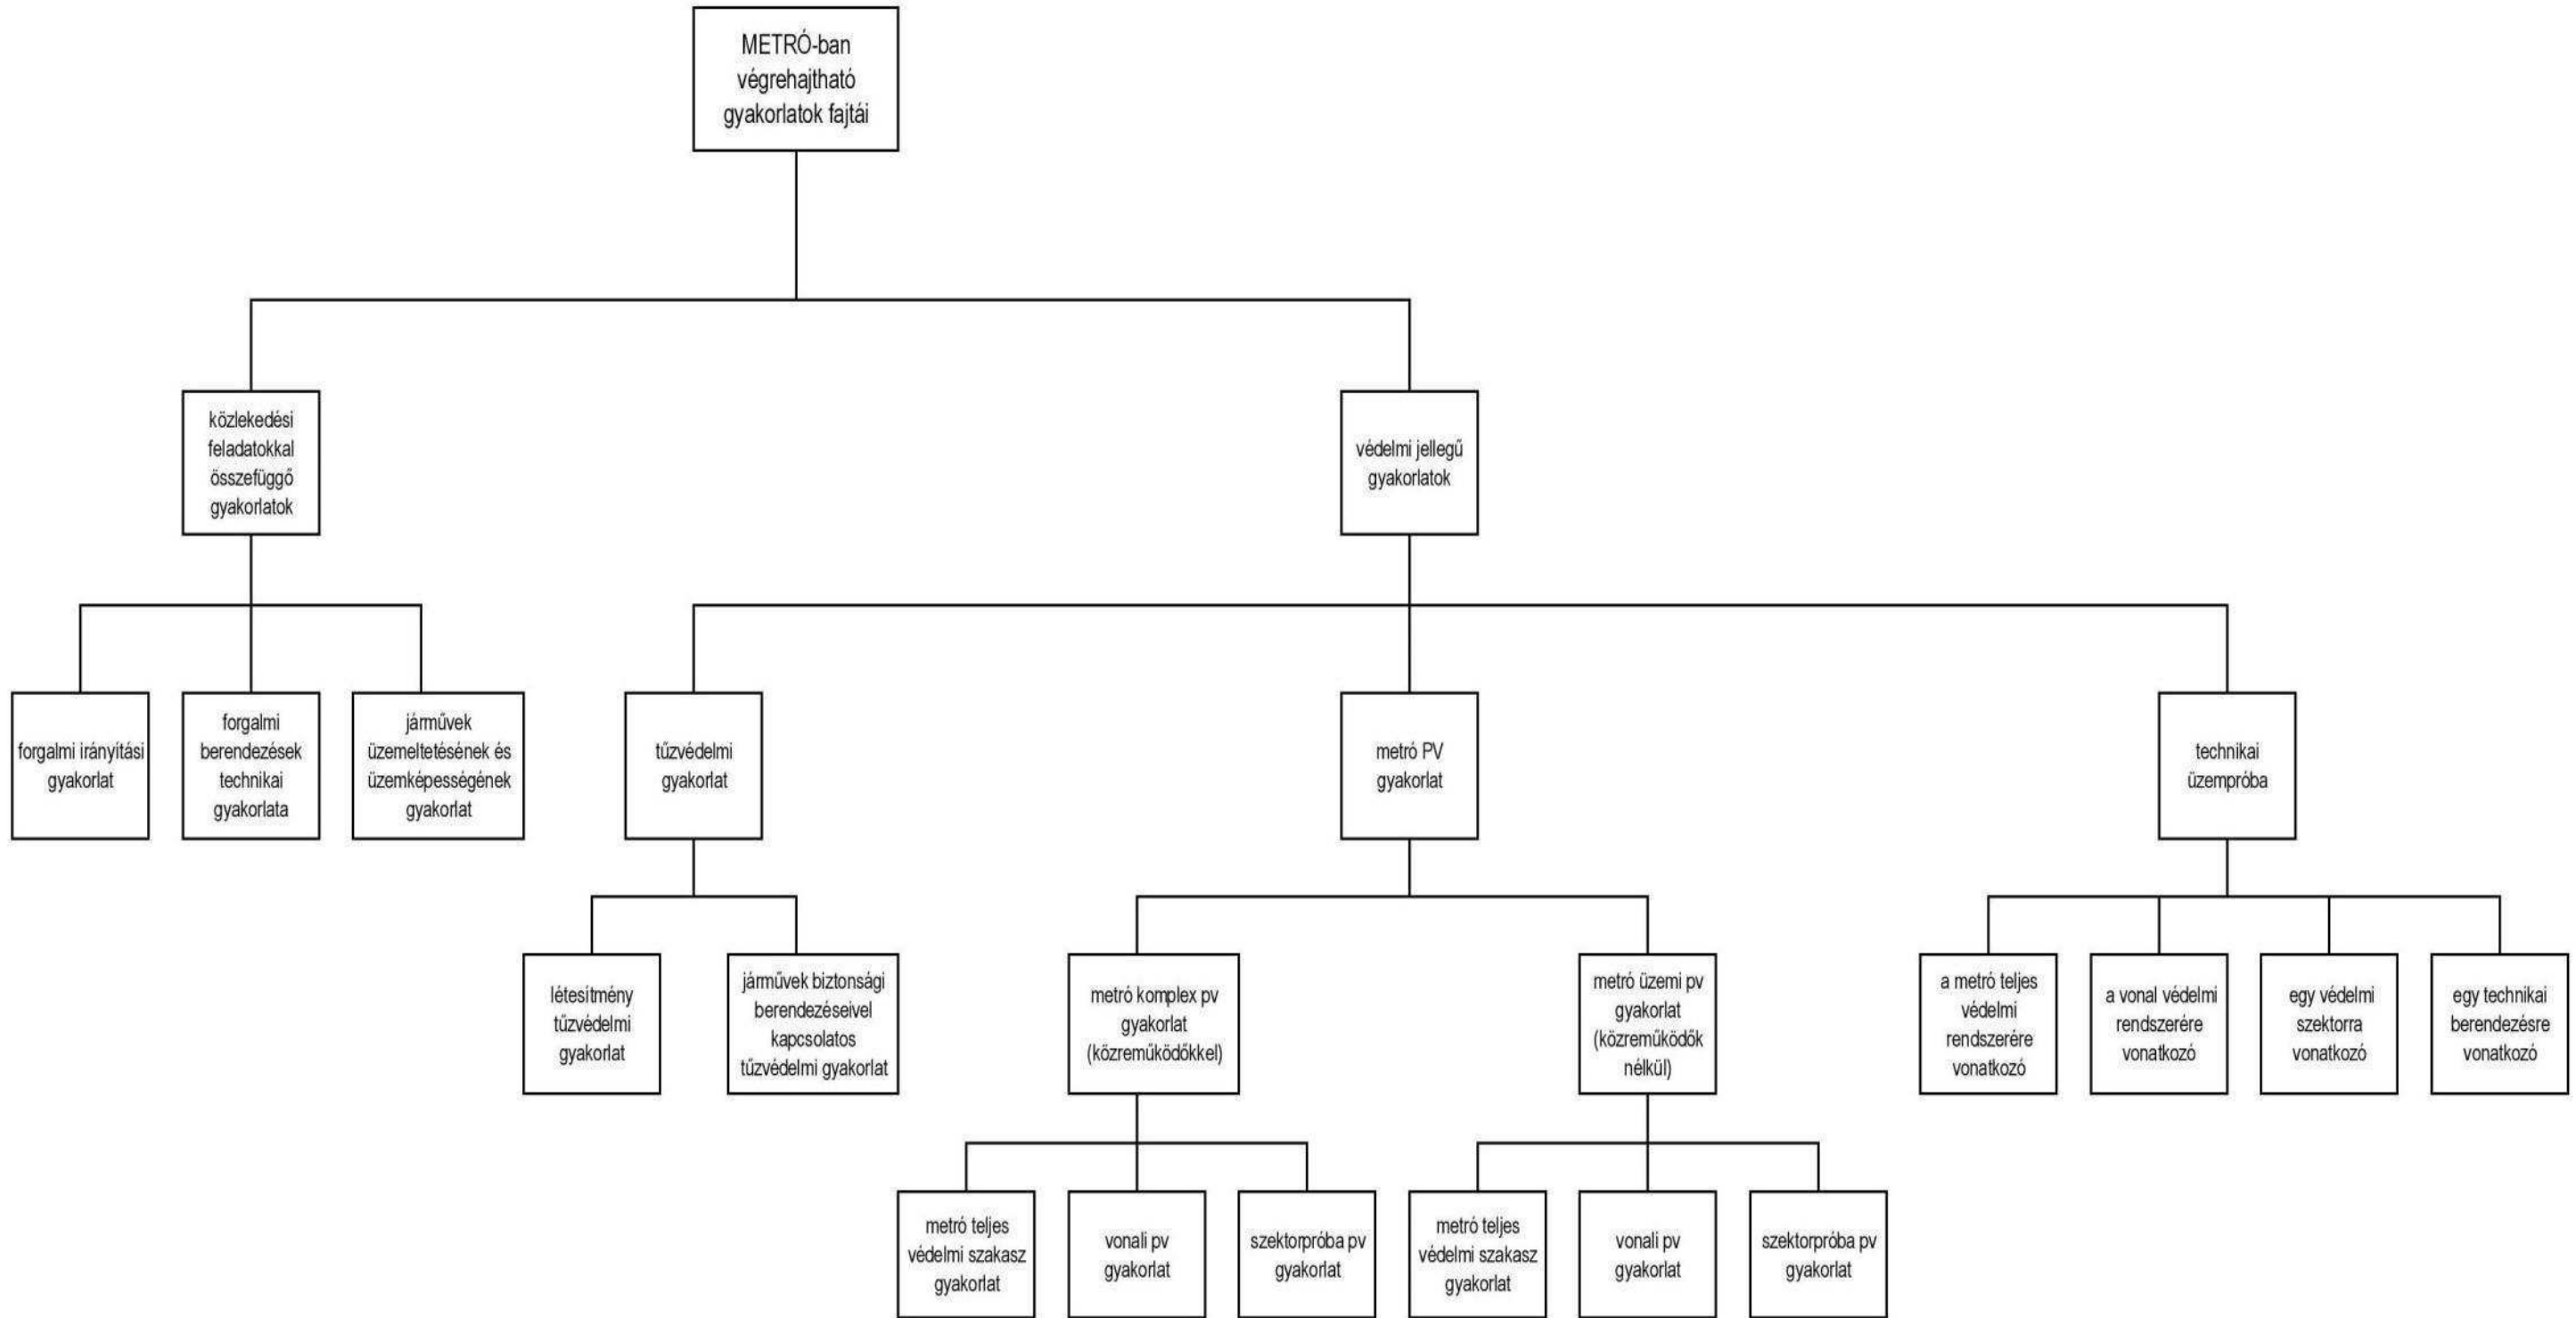 METRÓ-ban
végrehajtható
gyakorlatok fajtái
közlekedési
feladatokkal
összefüggő
gyakorlatok
védelmi jellegű
gyakorlatok
forgalmi irányítási
gyakorlat
forgalmi
berendezések
technikai
gyakorlata
járművek
üzemeltetésének és
üzemképességének
gyakorlat
tűzvédelmi
gyakorlat
metró PV
gyakorlat
technikai
üzempróba
létesítmény
tűzvédelmi
gyakorlat
járművek biztonsági
berendezéseivel
kapcsolatos
tűzvédelmi gyakorlat
metró komplex pv
gyakorlat
(közreműködőkkel)
metró üzemi pv
gyakorlat
(közreműködők
nélkül)
a metró teljes
védelmi
rendszerére
vonatkozó
a vonal védelmi
rendszerére
vonatkozó
egy védelmi
szektorra
vonatkozó
egy technikai
berendezésre
vonatkozó
metró teljes
védelmi szakasz
gyakorlat
vonali pv
gyakorlat
szektorpróba pv
gyakorlat
metró teljes
védelmi szakasz
gyakorlat
vonali pv
gyakorlat
szektorpróba pv
gyakorlat